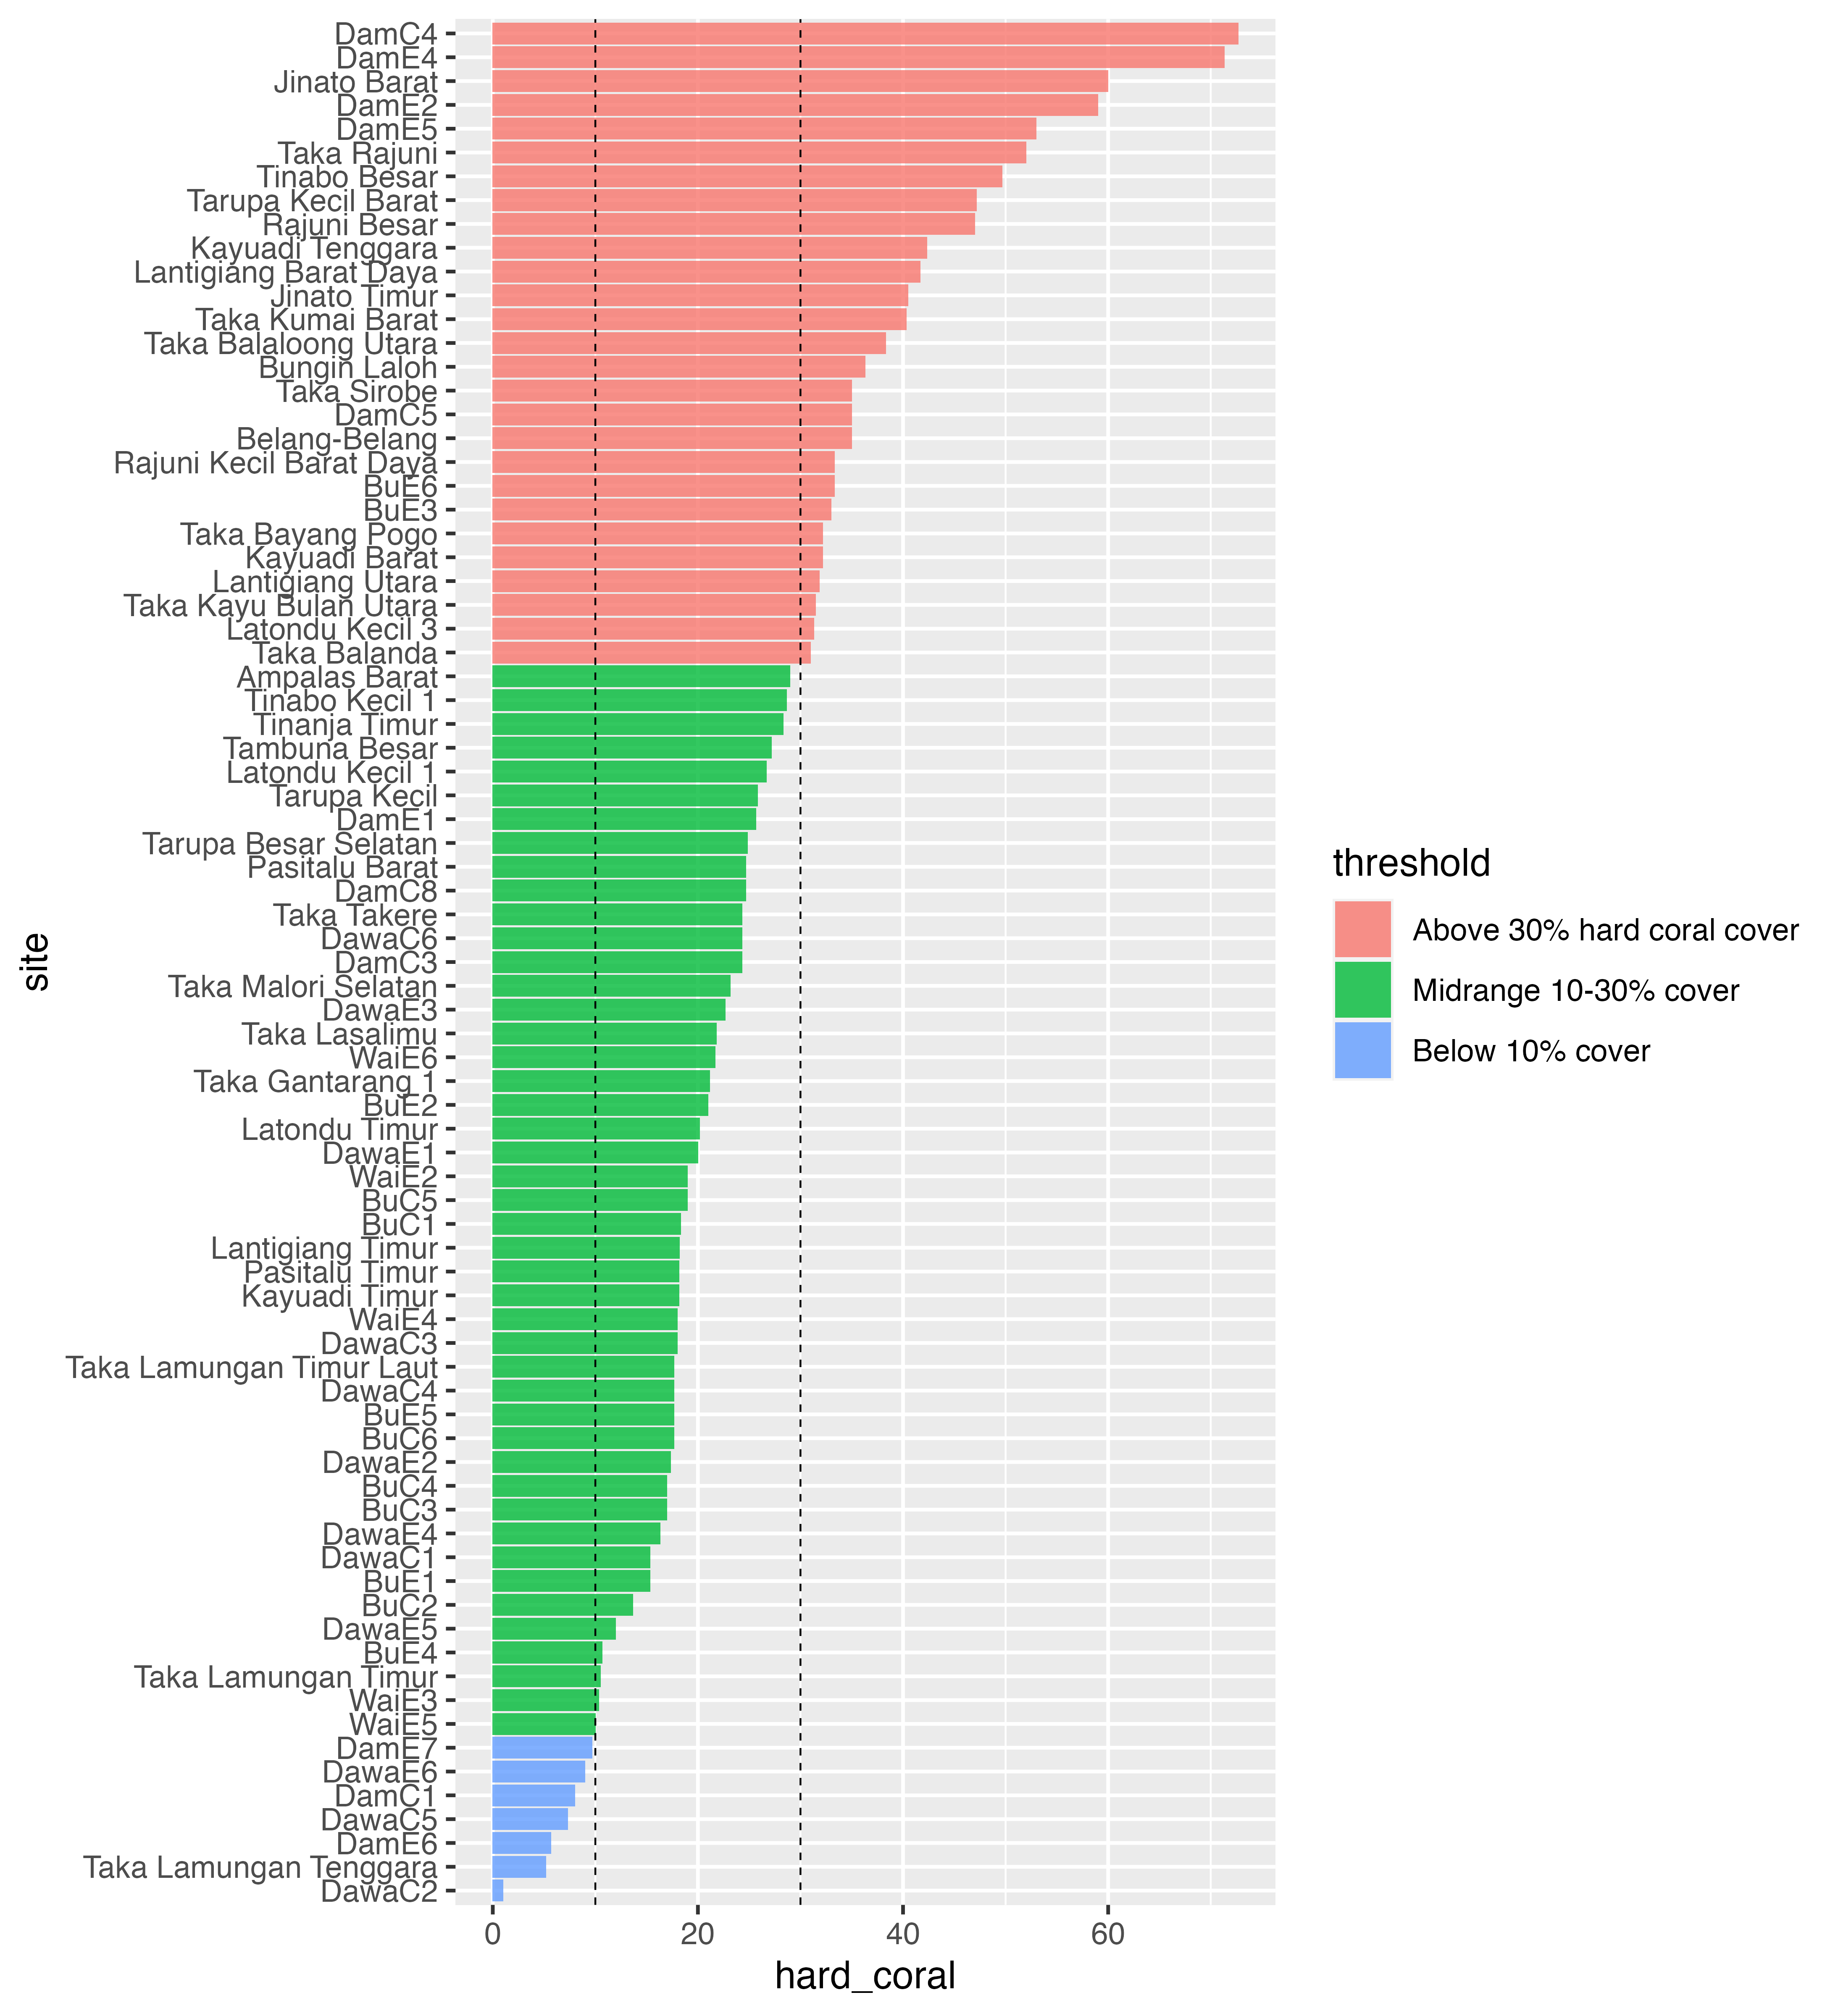 DamC4
DamE4
Jinato Barat
DamE2
DamE5
Taka Rajuni
Tinabo Besar
Tarupa Kecil Barat
Rajuni Besar
Kayuadi Tenggara
Lantigiang Barat Daya
Jinato Timur
Taka Kumai Barat
Taka Balaloong Utara
Bungin Laloh
Taka Sirobe
DamC5
Belang-Belang
Rajuni Kecil Barat Daya
BuE6
BuE3
Taka Bayang Pogo
Kayuadi Barat
Lantigiang Utara
Taka Kayu Bulan Utara
Latondu Kecil 3
Taka Balanda
Ampalas Barat
Tinabo Kecil 1
Tinanja Timur
Tambuna Besar
Latondu Kecil 1
Tarupa Kecil
DamE1
Tarupa Besar Selatan
Pasitalu Barat
DamC8
Taka Takere
DawaC6
DamC3
Taka Malori Selatan
DawaE3
Taka Lasalimu
WaiE6
Taka Gantarang 1
BuE2
Latondu Timur
DawaE1
WaiE2
BuC5
BuC1
Lantigiang Timur
Pasitalu Timur
Kayuadi Timur
WaiE4
DawaC3
Taka Lamungan Timur Laut
DawaC4
BuE5
BuC6
DawaE2
BuC4
BuC3
DawaE4
DawaC1
BuE1
BuC2
DawaE5
BuE4
Taka Lamungan Timur
WaiE3
WaiE5
DamE7
DawaE6
DamC1
DawaC5
DamE6
Taka Lamungan Tenggara
DawaC2
site
0 20 40 60
hard_coral
threshold
Above 30% hard coral cover
Midrange 10-30% cover
Below 10% cover